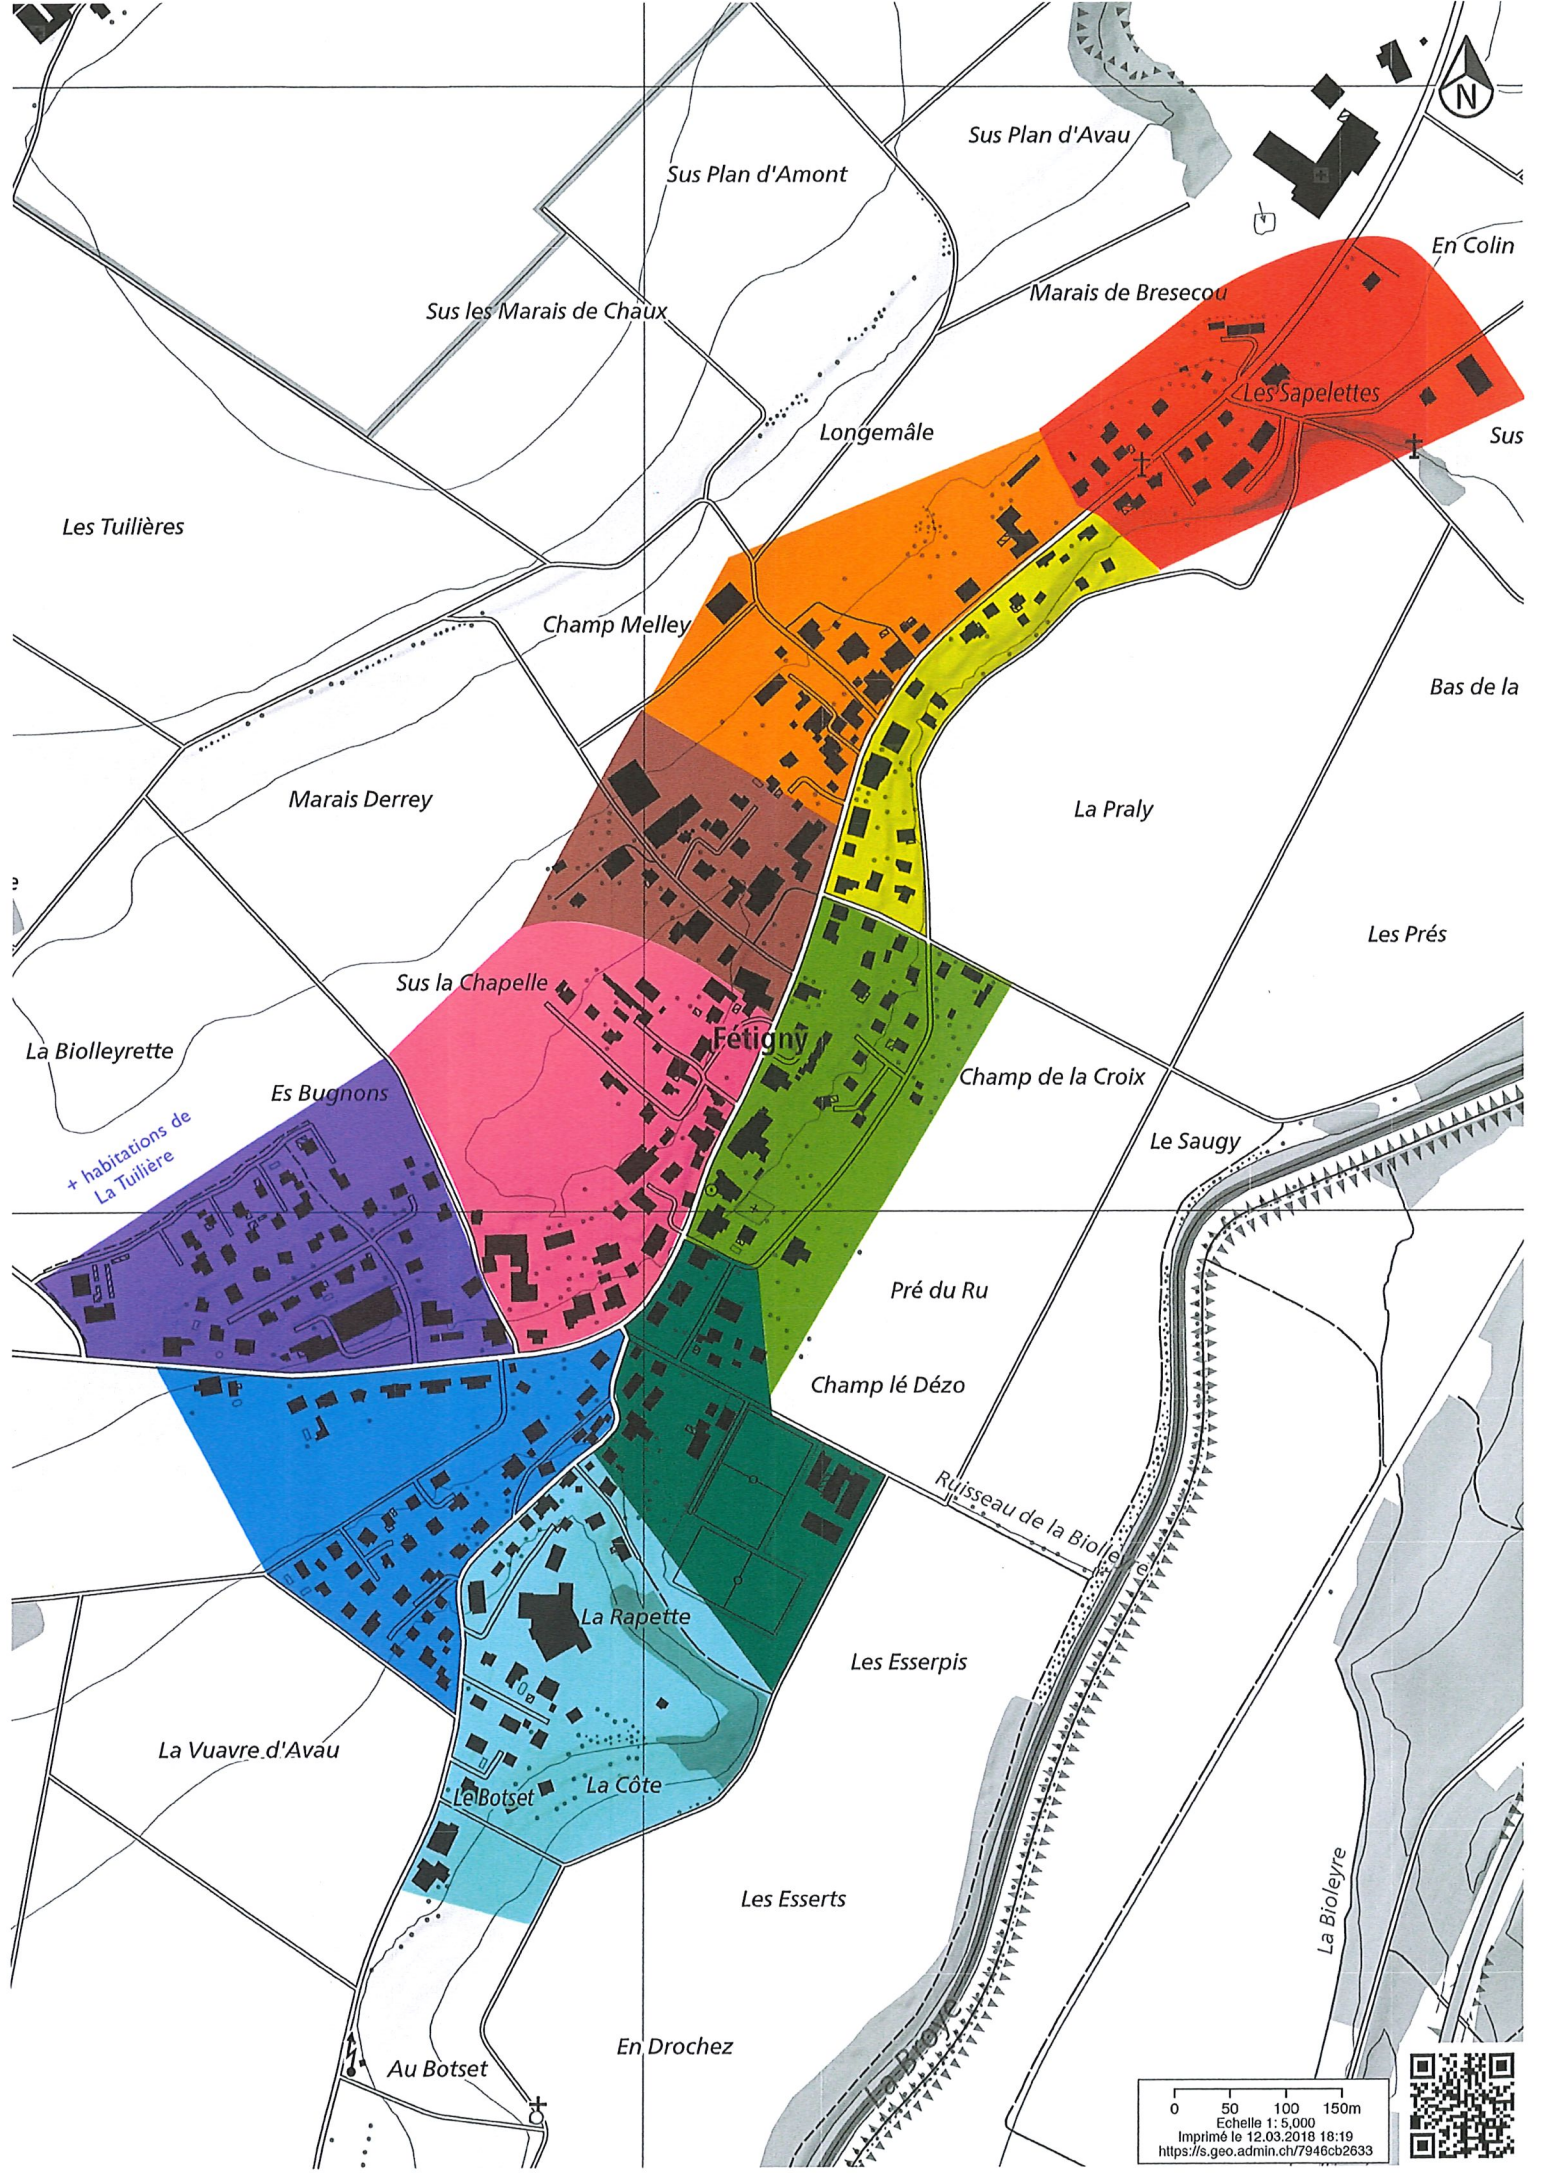 N
Sus Plan d'Avau
Sus Plan d'Amont
En Colin
Marais de Bresecou
Sus les Marais de Chaux
Les Sapelettes
Longemâle
Sus
Les Tuilières
Champ Melley
Bas de la
Marais Derrey
La Praly
e
Les Prés
Sus la Chapelle
Fétigny
La Biolleyrette
Champ de la Croix
Es Bugnons
+ habitations de
La Tuilière
Le Saugy
Pré du Ru
Champ lé Dézo
Ruisseau de la Biolleyre
La Rapette
Les Esserpis
La Vuavre d'Avau
La Côte
Le Botset
Les Esserts
La Bioleyre
La Broye
En Drochez
Au Botset
0 50 100 150m
Echelle 1: 5,000
Imprimé le 12.03.2018 18:19
https://s.geo.admin.ch/7946cb2633